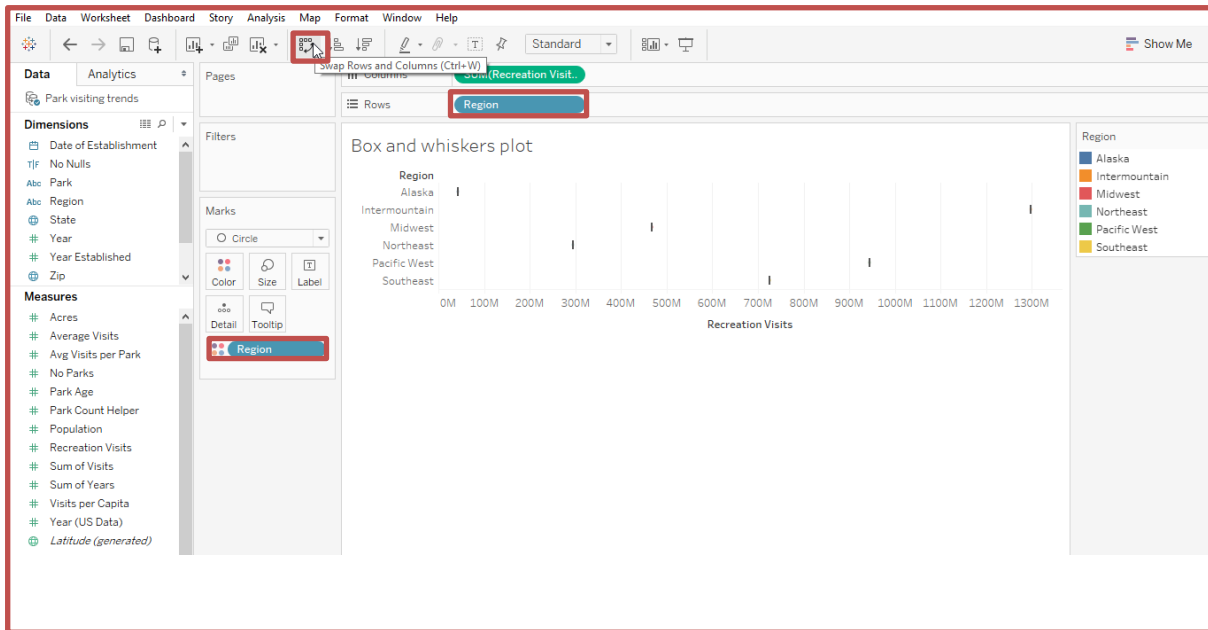 File Data Worksheet Dashboard Story Analysis Map Format Window Help
Standard
Show Me
Swap Rows and Columns (Ctrl+W)
Data Analytics
Park visiting trends
Dimensions
Date of Establishment
T|F No Nulls
Abc Park
Abc Region
State
# Year
# Year Established
Zip
Measures
# Acres
# Average Visits
# Avg Visits per Park
# No Parks
# Park Age
# Park Count Helper
# Population
# Recreation Visits
# Sum of Visits
# Sum of Years
# Visits per Capita
# Year (US Data)
Latitude (generated)
Pages
Filters
Marks
Circle
Color Size Label
Detail Tooltip
Region
Columns SUM(Recreation Visit..
Rows Region
Box and whiskers plot
Region
Alaska
Intermountain
Midwest
Northeast
Pacific West
Southeast
0M 100M 200M 300M 400M 500M 600M 700M 800M 900M 1000M 1100M 1200M 1300M
Recreation Visits
Region
Alaska
Intermountain
Midwest
Northeast
Pacific West
Southeast